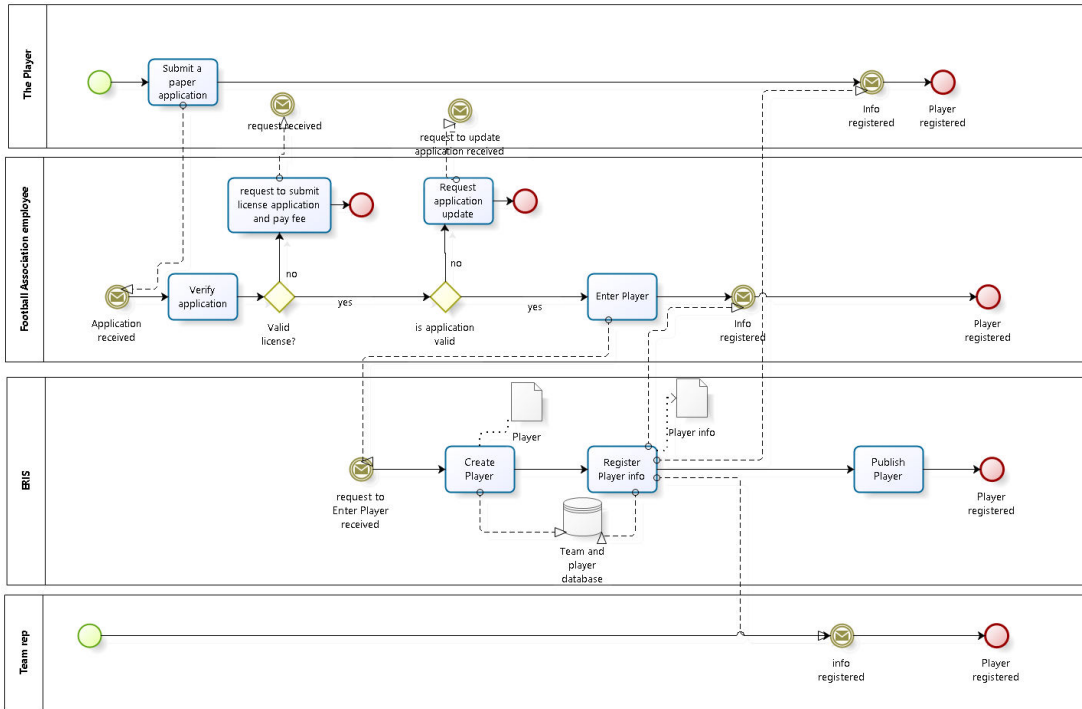 The Player
Submit a
paper
application
request received
request to update
application received
Info
registered
Player
registered
Football Association employee
request to submit
license application
and pay fee
Request
application
update
no
no
Application
received
Verify
application
Valid
license?
yes
is application
valid
yes
Enter Player
Info
registered
Player
registered
ERIS
Player
Player info
request to
Enter Player
received
Create
Player
Register
Player info
Publish
Player
Player
registered
Team and
player
database
Team rep
info
registered
Player
registered